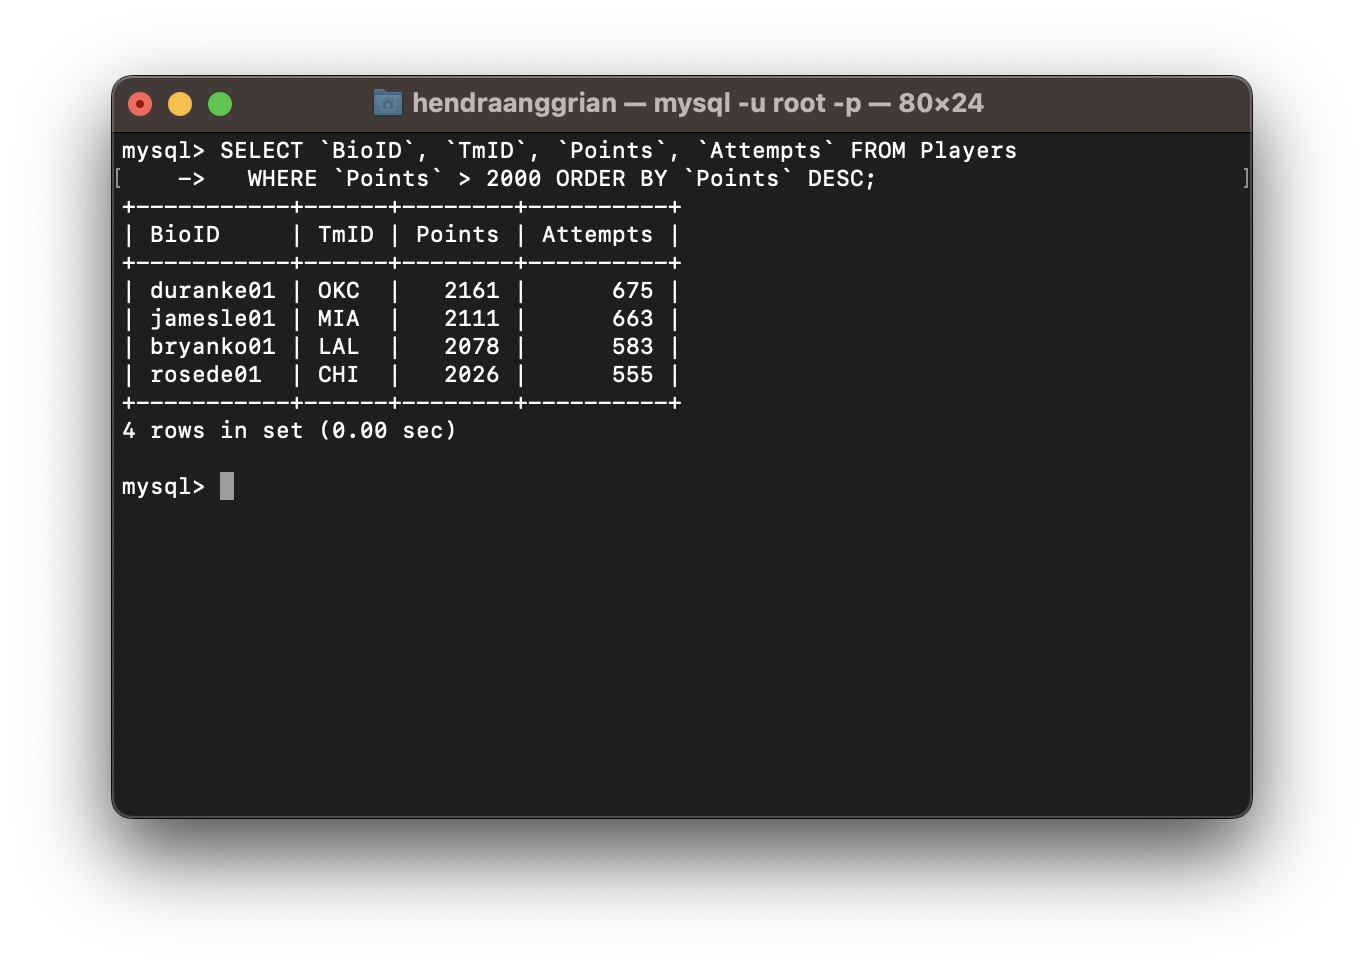 hendraanggrian — mysql -u root -p — 80×24
mysql> SELECT `BioID`, `TmID`, `Points`, `Attempts` FROM Players
[    ->   WHERE `Points` > 2000 ORDER BY `Points` DESC; ]
+-----------+------+--------+----------+
| BioID     | TmID | Points | Attempts |
+-----------+------+--------+----------+
| duranke01 | OKC  |   2161 |      675 |
| jamesle01 | MIA  |   2111 |      663 |
| bryanko01 | LAL  |   2078 |      583 |
| rosede01  | CHI  |   2026 |      555 |
+-----------+------+--------+----------+
4 rows in set (0.00 sec)
mysql>